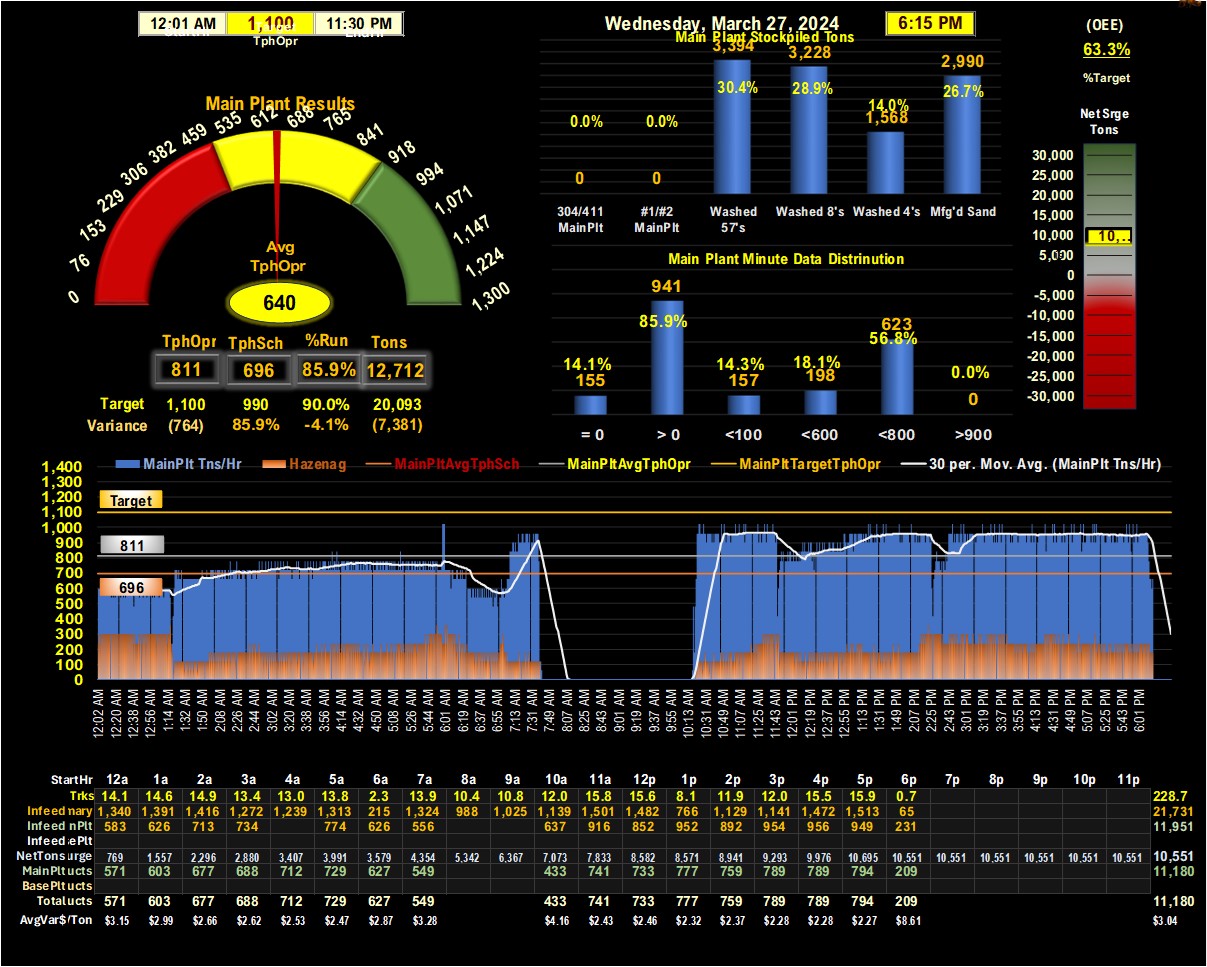 12:01 AM 1,100 11:30 PM
TphOpr
Wednesday, March 27, 2024 6:15 PM
(OEE)
63.3%
%Target
Net Srge
Tons
30,000
25,000
20,000
15,000
10,000
5,000
0
-5,000
-10,000
-15,000
-20,000
-25,000
-30,000
10,..
Main Plant Results
0 76 153 229 306 382 459 535 612 688 765 841 918 994 1,071 1,147 1,224 1,300
Avg
TphOpr
640
TphOpr TphSch %Run Tons
811 696 85.9% 12,712
Target 1,100 990 90.0% 20,093
Variance (764) 85.9% -4.1% (7,381)
Main Plant Stockpiled Tons
0 0 3,394 3,228 1,568 2,990
0.0% 0.0% 30.4% 28.9% 14.0% 26.7%
304/411 #1/#2 Washed Washed 8's Washed 4's Mfg'd Sand
MainPlt MainPlt 57's
Main Plant Minute Data Distrinution
155 941 157 198 623 0
14.1% 85.9% 14.3% 18.1% 56.8% 0.0%
= 0 > 0 <100 <600 <800 >900
MainPlt Tns/Hr Hazenag MainPltAvgTphSch MainPltAvgTphOpr MainPltTargetTphOpr 30 per. Mov. Avg. (MainPlt Tns/Hr)
1,400
1,300
1,200
1,100
1,000
900
800
700
600
500
400
300
200
100
0
Target
811
696
12:02 AM 12:20 AM 12:38 AM 12:56 AM 1:14 AM 1:32 AM 1:50 AM 2:08 AM 2:26 AM 2:44 AM 3:02 AM 3:20 AM 3:38 AM 3:56 AM 4:14 AM 4:32 AM 4:50 AM 5:08 AM 5:26 AM 5:44 AM 6:01 AM 6:19 AM 6:37 AM 6:55 AM 7:13 AM 7:31 AM 7:49 AM 8:07 AM 8:25 AM 8:43 AM 9:01 AM 9:19 AM 9:37 AM 9:55 AM 10:13 AM 10:31 AM 10:49 AM 11:07 AM 11:25 AM 11:43 AM 12:01 PM 12:19 PM 12:37 PM 12:55 PM 1:13 PM 1:31 PM 1:49 PM 2:07 PM 2:25 PM 2:43 PM 3:01 PM 3:19 PM 3:37 PM 3:55 PM 4:13 PM 4:31 PM 4:49 PM 5:07 PM 5:25 PM 5:43 PM 6:01 PM
StartHr 12a 1a 2a 3a 4a 5a 6a 7a 8a 9a 10a 11a 12p 1p 2p 3p 4p 5p 6p 7p 8p 9p 10p 11p
Trks 14.1 14.6 14.9 13.4 13.0 13.8 2.3 13.9 10.4 10.8 12.0 15.8 15.6 8.1 11.9 12.0 15.5 15.9 0.7 228.7
Infeed nary 1,340 1,391 1,416 1,272 1,239 1,313 215 1,324 988 1,025 1,139 1,501 1,482 766 1,129 1,141 1,472 1,513 65 21,731
Infeed nPlt 583 626 713 734 774 626 556 637 916 852 952 892 954 956 949 231 11,951
Infeed ePlt
NetTons urge 769 1,557 2,296 2,880 3,407 3,991 3,579 4,354 5,342 6,367 7,073 7,833 8,582 8,571 8,941 9,293 9,976 10,695 10,551 10,551 10,551 10,551 10,551 10,551 10,551
MainPlt ucts 571 603 677 688 712 729 627 549 433 741 733 777 759 789 789 794 209 11,180
BasePlt ucts
Total ucts 571 603 677 688 712 729 627 549 433 741 733 777 759 789 789 794 209 11,180
AvgVar$/Ton $3.15 $2.99 $2.66 $2.62 $2.53 $2.47 $2.87 $3.28 $4.16 $2.43 $2.46 $2.32 $2.37 $2.28 $2.28 $2.27 $8.61 $3.04